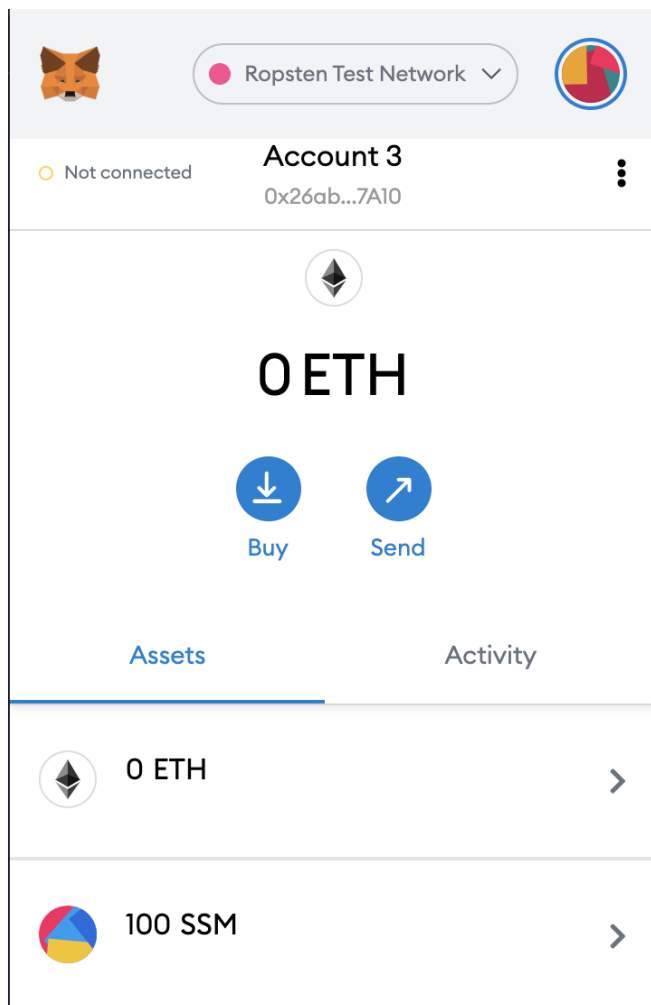 Ropsten Test Network
Not connected
Account 3
0x26ab...7A10
0 ETH
Buy
Send
Assets
Activity
0 ETH
100 SSM